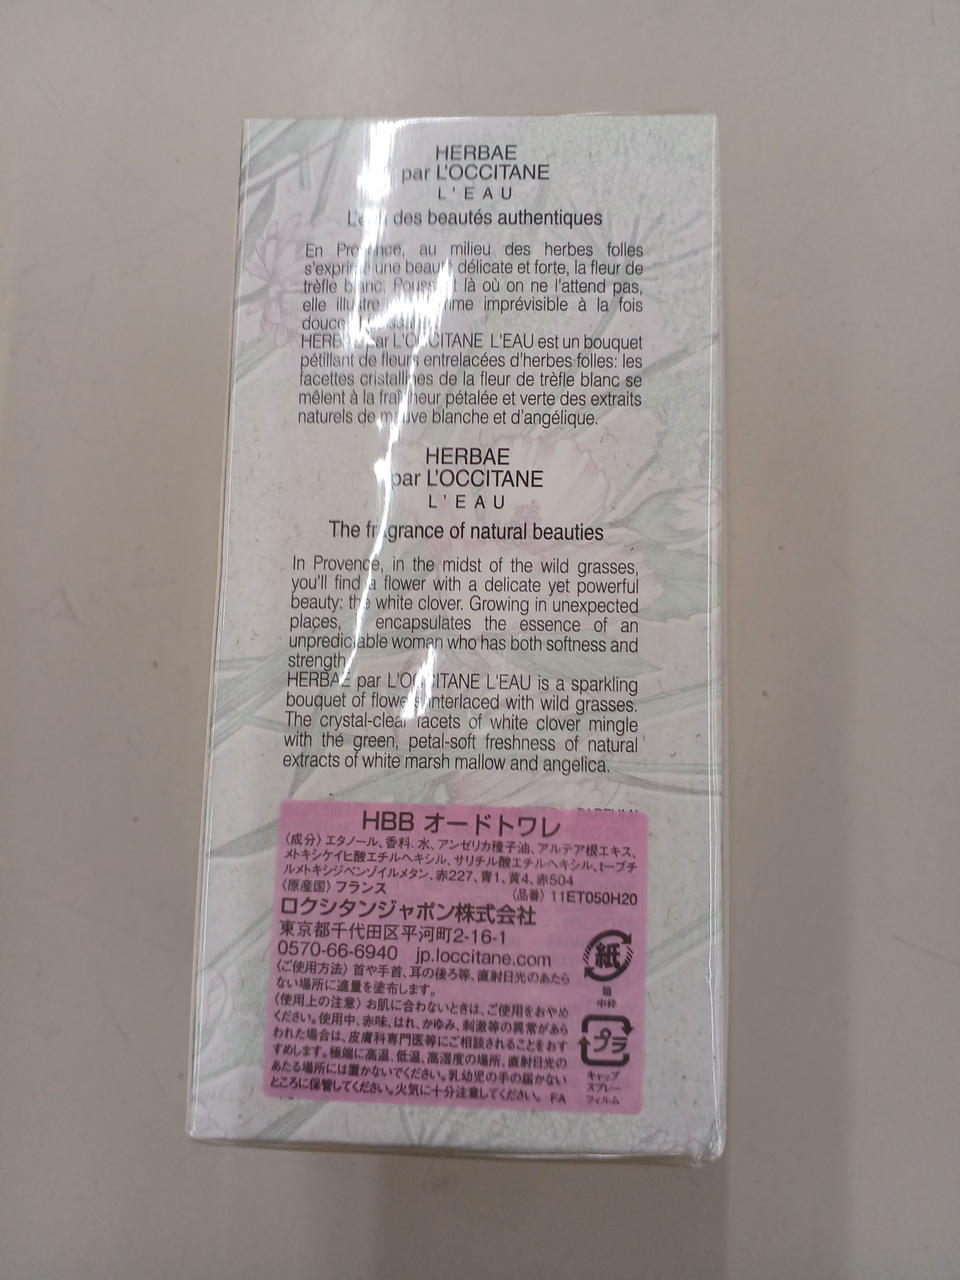 HERBAE
par L'OCCITANE
L'EAU
L'eau des beautés authentiques
En Provence, au milieu des herbes folles
s'exprime une beauté délicate et forte, la fleur de
trèfle blanc. Poussant là où on ne l'attend pas,
elle illustre imprévisible à la fois
douce
HERBAE par L'OCCITANE L'EAU est un bouquet
pétillant de fleurs entrelacées d'herbes folles: les
facettes cristallines de la fleur de trèfle blanc se
mêlent à la fraîcheur pétalée et verte des extraits
naturels de mauve blanche et d'angélique.
HERBAE
par L'OCCITANE
L'EAU
The fragrance of natural beauties
In Provence, in the midst of the wild grasses,
you'll find a flower with a delicate yet powerful
beauty: the white clover. Growing in unexpected
places, encapsulates the essence of an
unpredictable woman who has both softness and
strength
HERBAE par L'OCCITANE L'EAU is a sparkling
bouquet of flowers interlaced with wild grasses.
The crystal-clear facets of white clover mingle
with the green, petal-soft freshness of natural
extracts of white marsh mallow and angelica.
HBB オードトワレ
〈成分〉エタノール、香料、水、アンゼリカ種子油、アルテア根エキス、
メトキシケイヒ酸エチルヘキシル、サリチル酸エチルヘキシル、t-ブチ
ルメトキシジベンゾイルメタン、赤227、青1、黄4、赤504
〈原産国〉フランス
〈品番〉11ET050H20
ロクシタンジャポン株式会社
東京都千代田区平河町2-16-1
0570-66-6940 jp.loccitane.com
〈ご使用方法〉首や手首、耳の後ろ等、直射日光のあたら
ない場所に適量を塗布します。
〈使用上の注意〉お肌に合わないときは、ご使用をおやめ
ください。使用中、赤味、はれ、かゆみ、刺激等の異常があら
われた場合は、皮膚科専門医等にご相談されることをおす
すめします。極端に高温、低温、高湿度の場所、直射日光の
あたる場所には置かないでください。乳幼児の手の届かない
ところに保管してください。火気に十分注意してください。 FA
紙
箱
中枠
プラ
キャップ
スプレー
フィルム